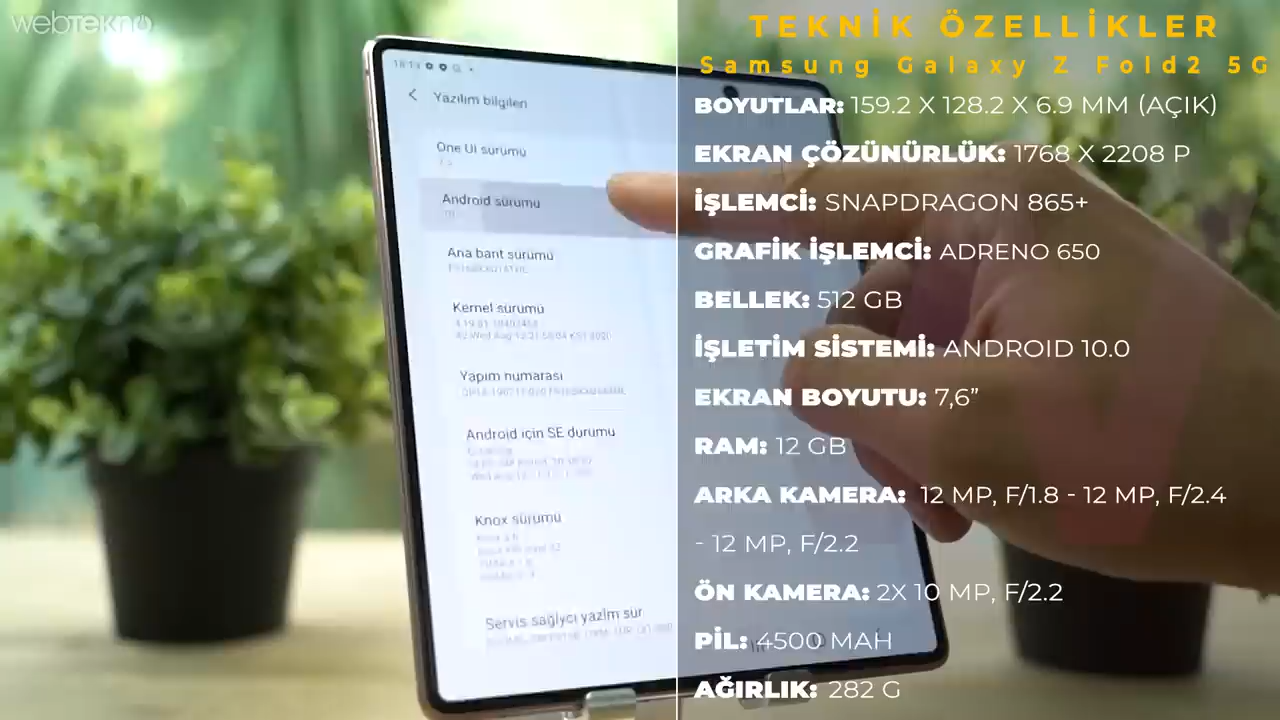 webtekno
TEKNİK ÖZELLİKLER
Samsung Galaxy Z Fold2 5G
BOYUTLAR: 159.2 X 128.2 X 6.9 MM (AÇIK)
EKRAN ÇÖZÜNÜRLÜK: 1768 X 2208 P
İŞLEMCİ: SNAPDRAGON 865+
GRAFİK İŞLEMCİ: ADRENO 650
BELLEK: 512 GB
İŞLETİM SİSTEMİ: ANDROID 10.0
EKRAN BOYUTU: 7,6”
RAM: 12 GB
ARKA KAMERA: 12 MP, F/1.8 - 12 MP, F/2.4
- 12 MP, F/2.2
ÖN KAMERA: 2X 10 MP, F/2.2
PİL: 4500 MAH
AĞIRLIK: 282 G
18:13
Yazılım bilgileri
One UI sürümü
Android sürümü
Ana bant sürümü
Kernel sürümü
Yapım numarası
Android için SE durumu
Knox sürümü
Servis sağlycı yazlm sür